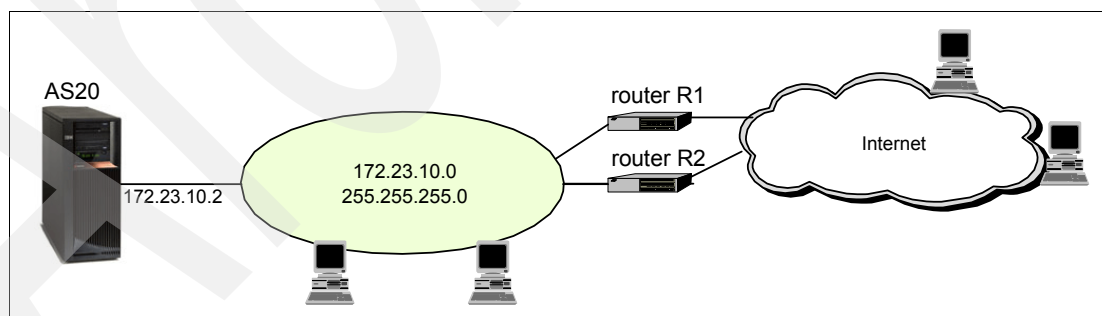 AS20
172.23.10.2
172.23.10.0
255.255.255.0
router R1
router R2
Internet